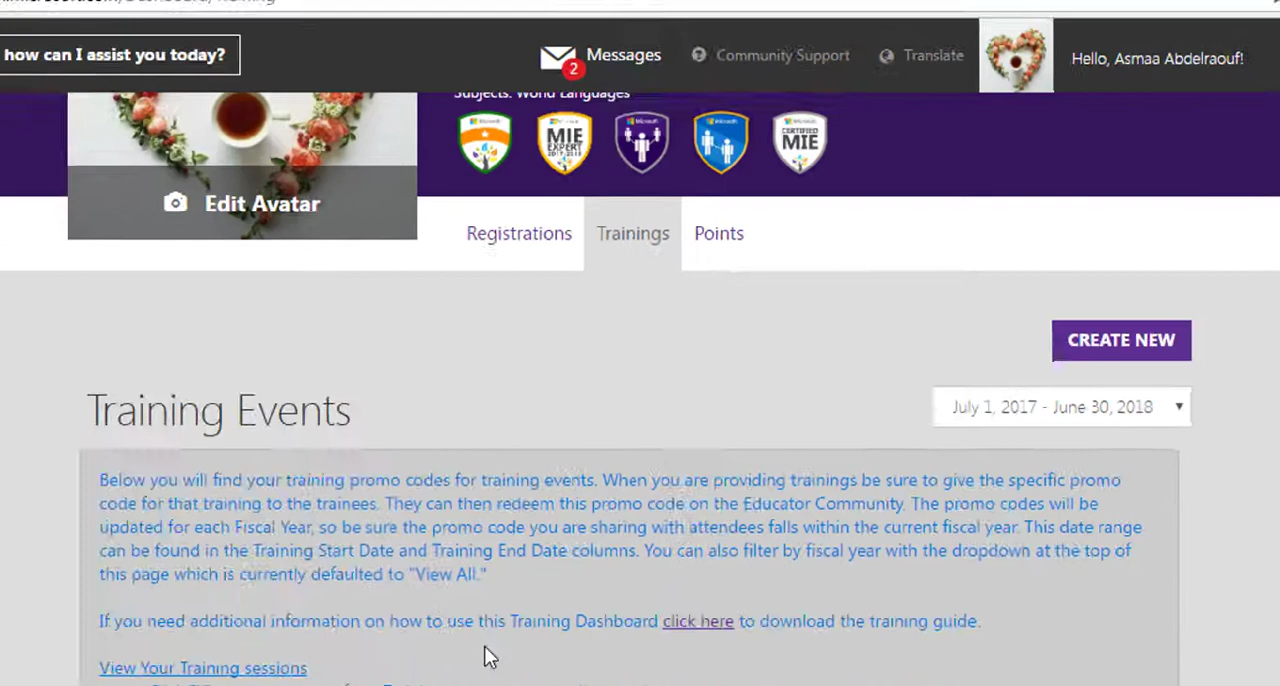 how can I assist you today?
2
Messages
Community Support
Translate
Hello, Asmaa Abdelraouf!
Subjects: World Languages
Microsoft
Microsoft
MIE
EXPERT
2017-2018
Microsoft
Microsoft
Microsoft
CERTIFIED
MIE
Edit Avatar
Registrations
Trainings
Points
CREATE NEW
Training Events
July 1, 2017 - June 30, 2018
Below you will find your training promo codes for training events. When you are providing trainings be sure to give the specific promo
code for that training to the trainees. They can then redeem this promo code on the Educator Community. The promo codes will be
updated for each Fiscal Year, so be sure the promo code you are sharing with attendees falls within the current fiscal year. This date range
can be found in the Training Start Date and Training End Date columns. You can also filter by fiscal year with the dropdown at the top of
this page which is currently defaulted to "View All."
If you need additional information on how to use this Training Dashboard click here to download the training guide.
View Your Training sessions